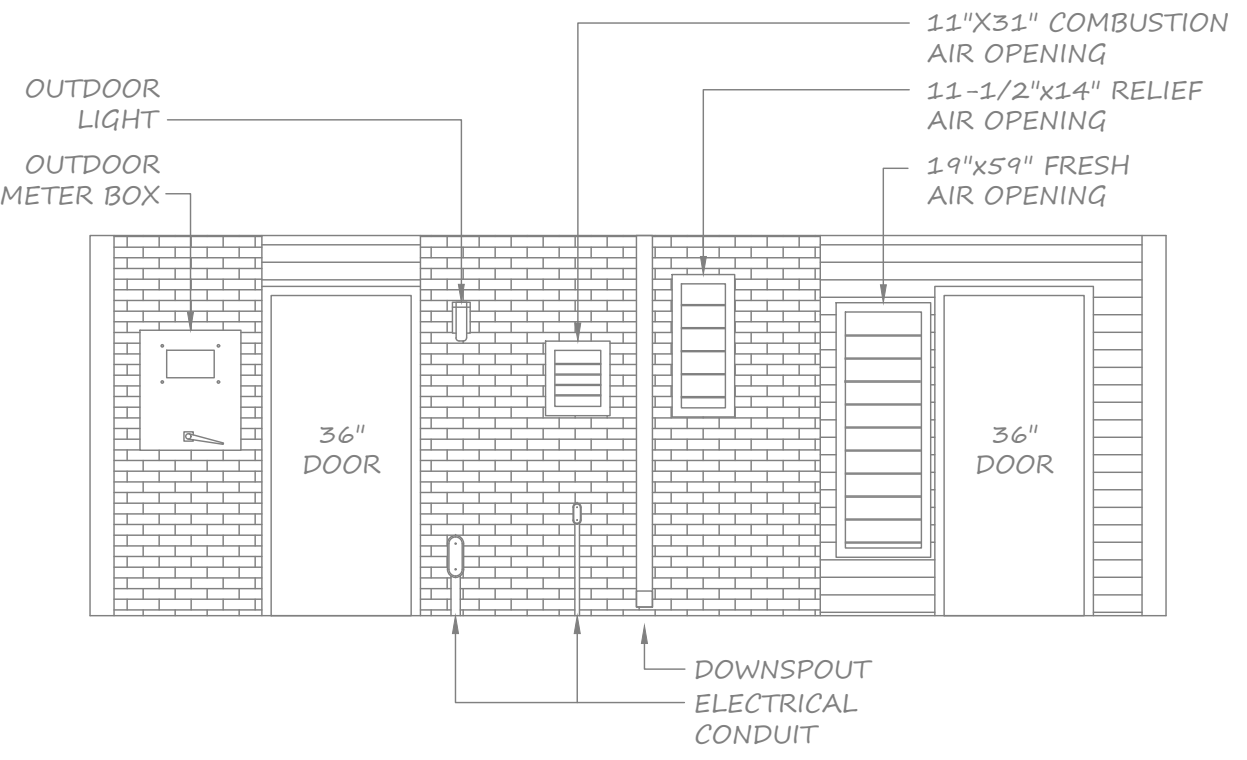 11"X31" COMBUSTION
AIR OPENING
11-1/2"x14" RELIEF
AIR OPENING
OUTDOOR
LIGHT
19"x59" FRESH
AIR OPENING
OUTDOOR
METER BOX
36"
DOOR
36"
DOOR
DOWNSPOUT
ELECTRICAL
CONDUIT